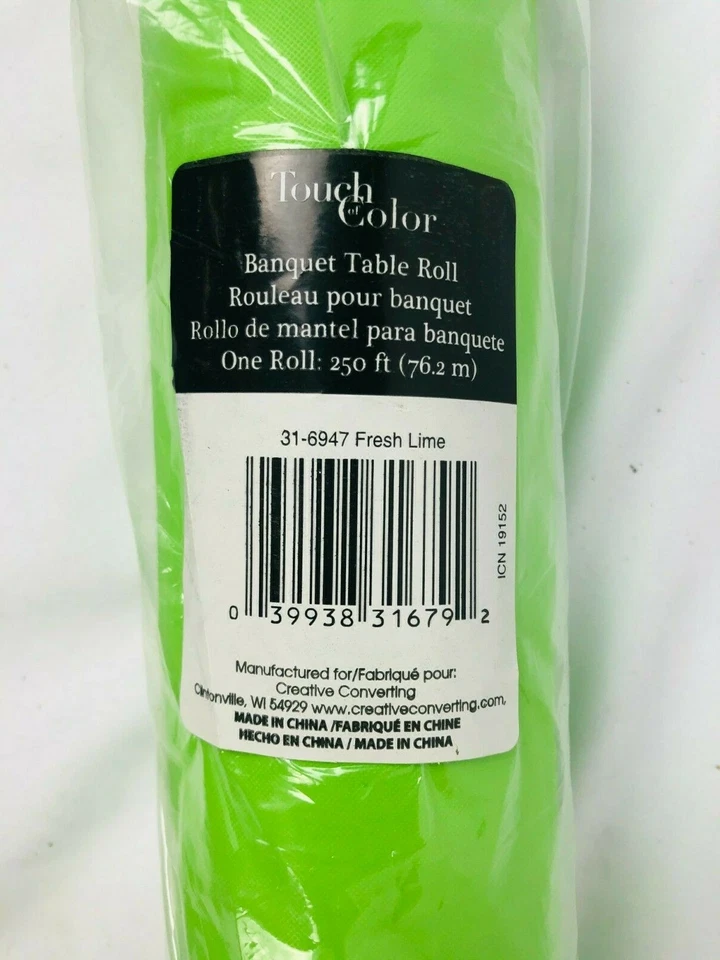 Touch
of Color
Banquet Table Roll
Rouleau pour banquet
Rollo de mantel para banquete
One Roll: 250 ft (76.2 m)
31-6947 Fresh Lime
ICN 19152
0 39938 31679 2
Manufactured for/Fabriqué pour:
Creative Converting
Clintonville, WI 54929 www.creativeconverting.com,
MADE IN CHINA /FABRIQUÉ EN CHINE
HECHO EN CHINA / MADE IN CHINA